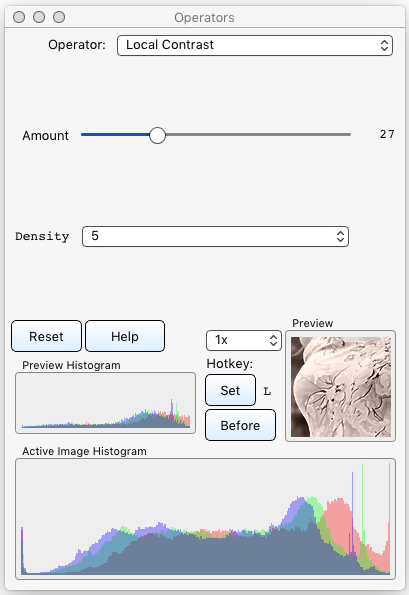 Operators
Operator: Local Contrast
Amount 27
Density 5
Reset Help
1x
Preview
Preview Histogram
Hotkey:
Set L
Before
Active Image Histogram